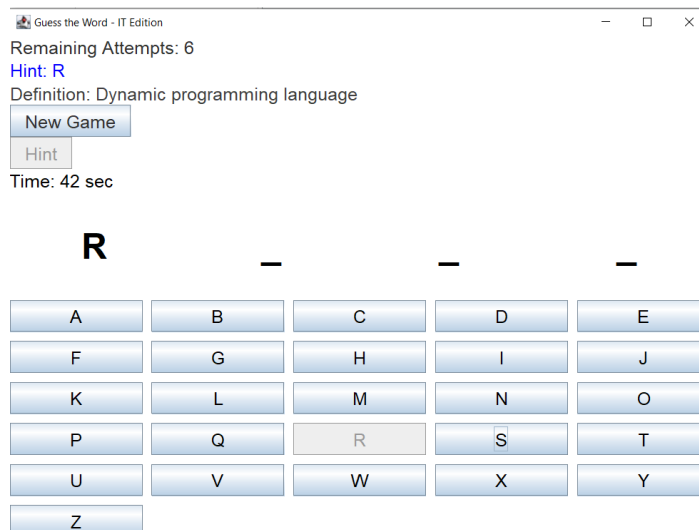 Guess the Word - IT Edition
Remaining Attempts: 6
Hint: R
Definition: Dynamic programming language
New Game
Hint
Time: 42 sec
R _ _ _
A B C D E
F G H I J
K L M N O
P Q R S T
U V W X Y
Z